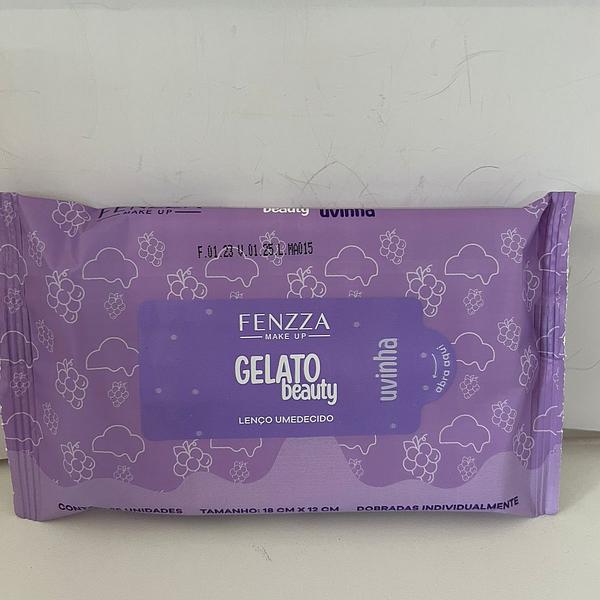 FENZZA
MAKE UP
beauty uvinha
F.01.23 V.01.25 L.MA015
FENZZA
MAKE UP
GELATO
beauty
uvinha
abra aqui
LENÇO UMEDECIDO
UNIDADES TAMANHO: 18 CM X 12 CM DOBRADAS INDIVIDUALMENTE